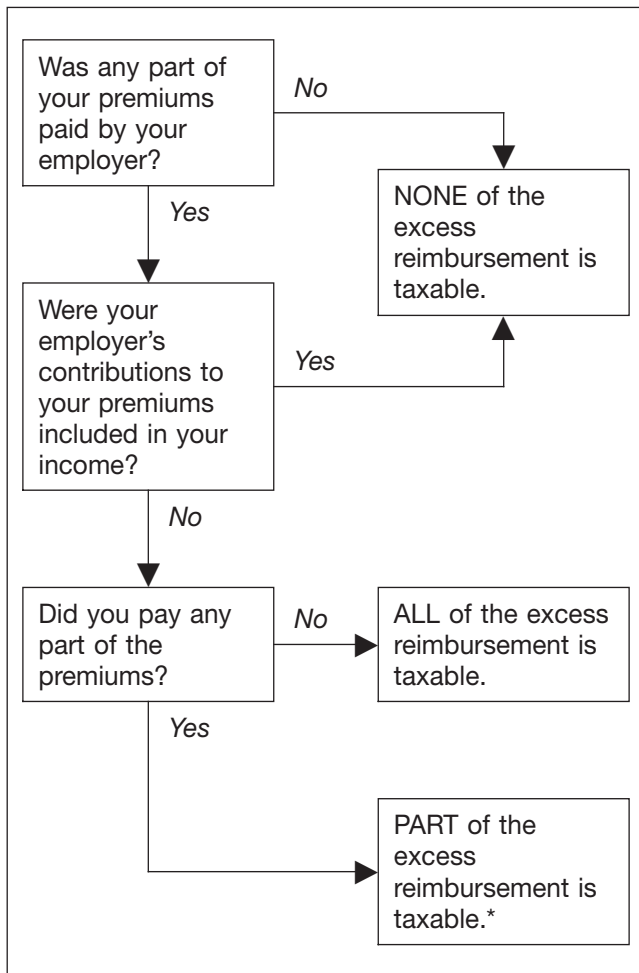 Was any part of
your premiums
paid by your
employer?
No
NONE of the
excess
reimbursement is
taxable.
Yes
Were your
employer’s
contributions to
your premiums
included in your
income?
Yes
No
Did you pay any
part of the
premiums?
No
ALL of the excess
reimbursement is
taxable.
Yes
PART of the
excess
reimbursement is
taxable.*